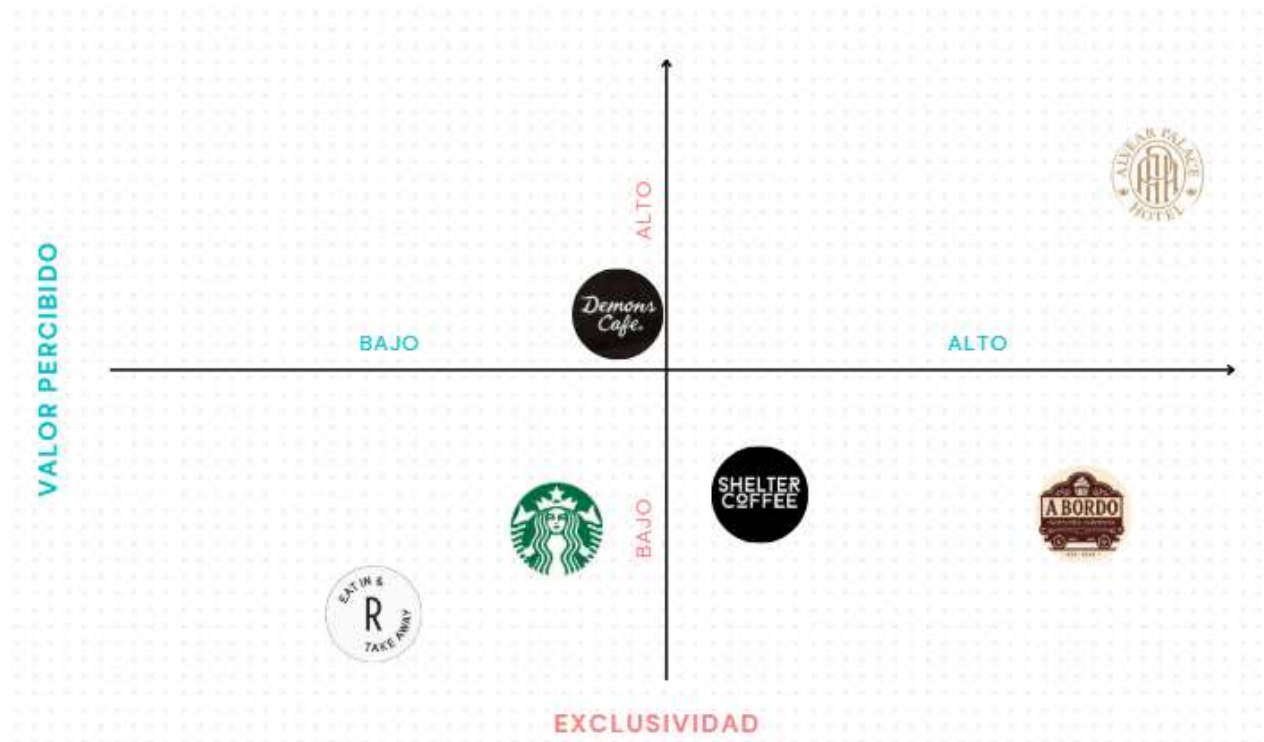 ALVEAR PALACE
HOTEL
ALTO
VALOR PERCIBIDO
Demons
Cafe.
BAJO
ALTO
SHELTER
COFFEE
BAJO
A BORDO
EAT IN &
R
TAKE AWAY
EXCLUSIVIDAD